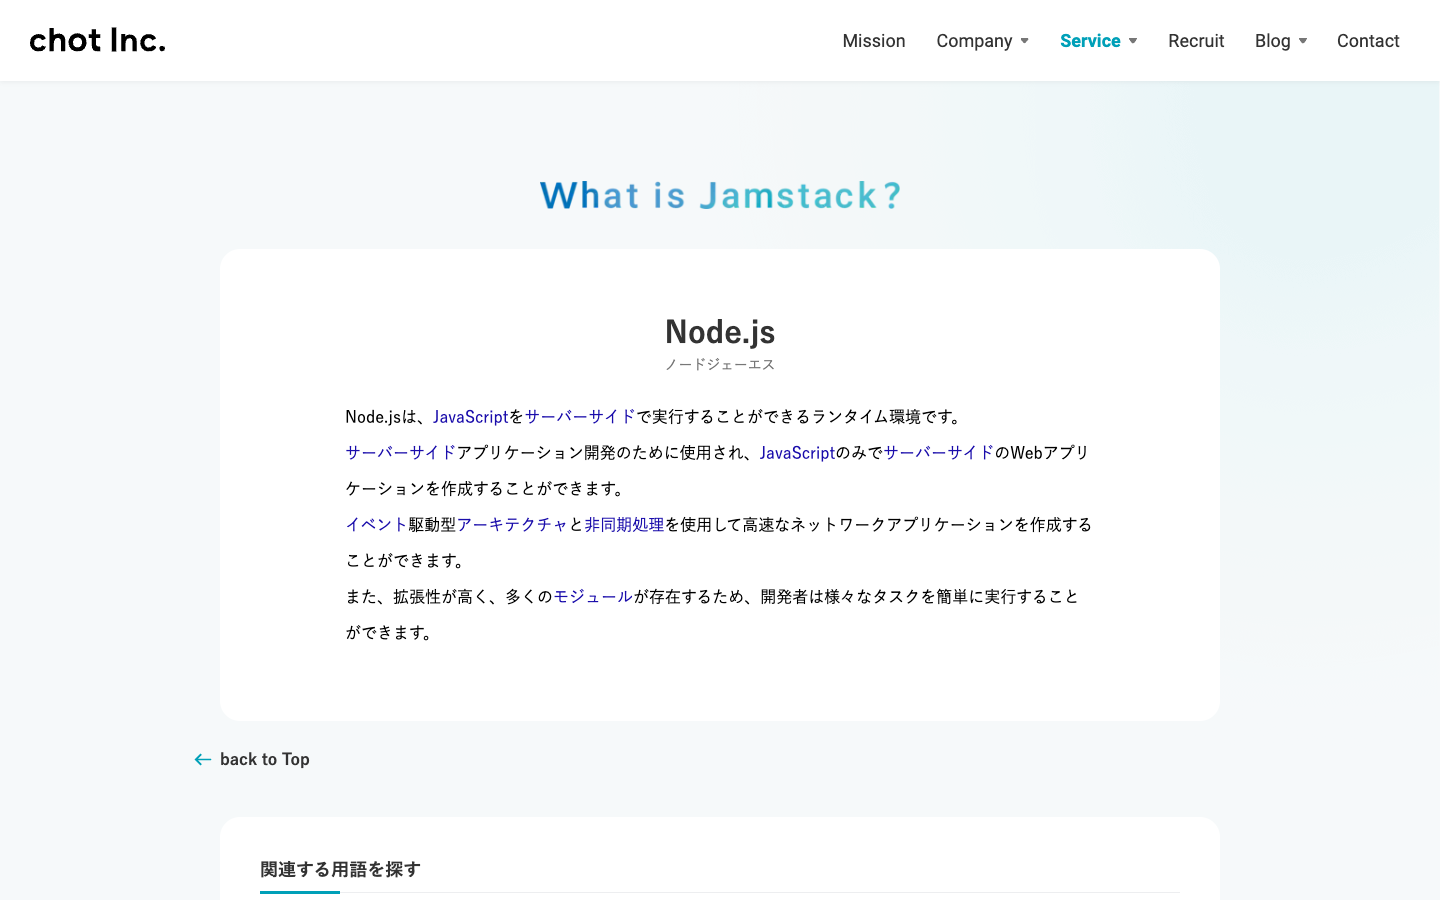 chot Inc.
Mission Company Service Recruit Blog Contact
What is Jamstack?
Node.js
ノードジェーエス
Node.jsは、JavaScriptをサーバーサイドで実行することができるランタイム環境です。
サーバーサイドアプリケーション開発のために使用され、JavaScriptのみでサーバーサイドのWebアプリ
ケーションを作成することができます。
イベント駆動型アーキテクチャと非同期処理を使用して高速なネットワークアプリケーションを作成する
ことができます。
また、拡張性が高く、多くのモジュールが存在するため、開発者は様々なタスクを簡単に実行すること
ができます。
back to Top
関連する用語を探す